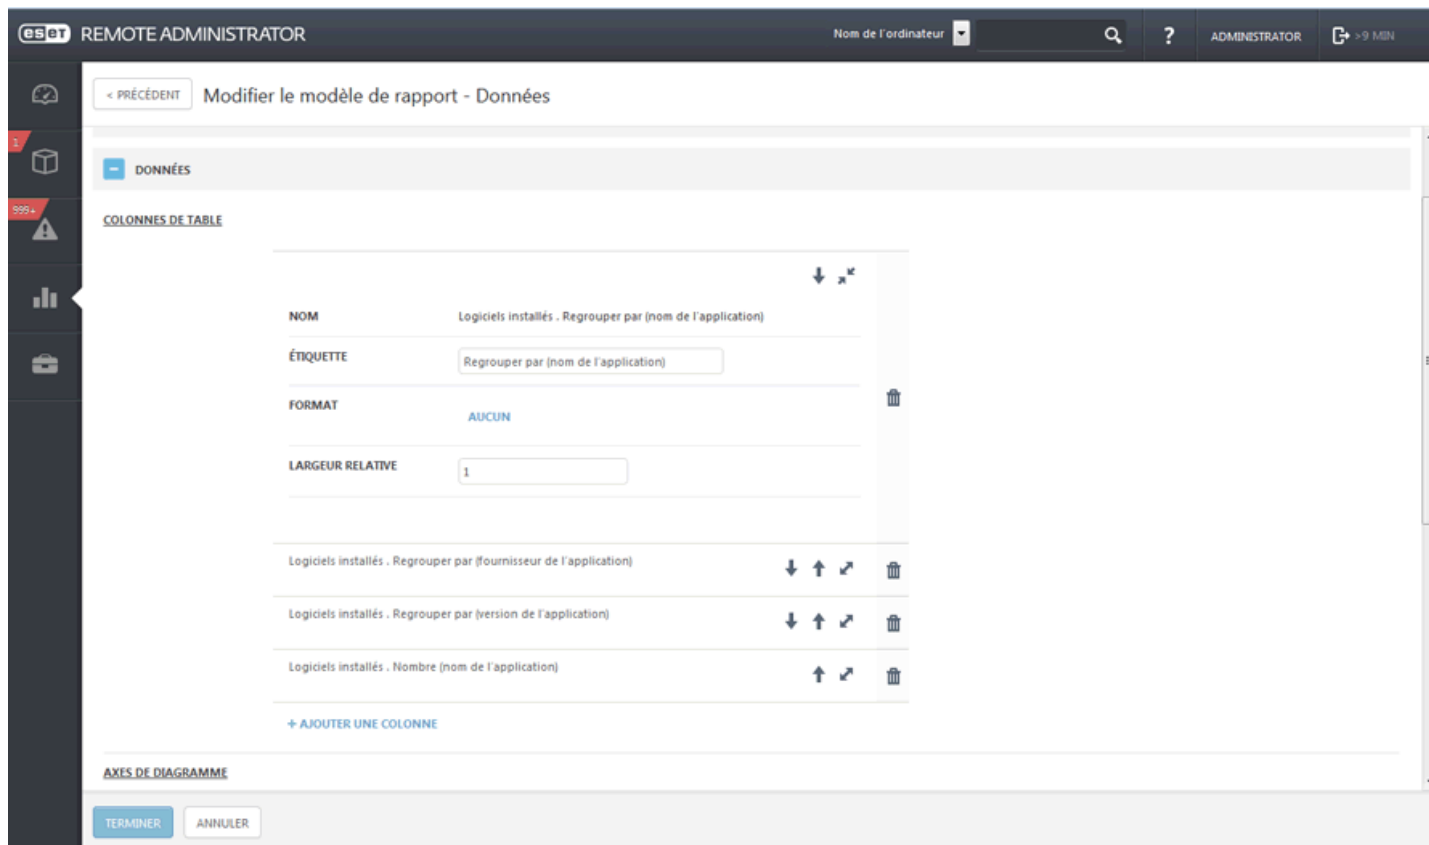 eset REMOTE ADMINISTRATOR
Nom de l'ordinateur
?
ADMINISTRATOR
>9 MIN
< PRÉCÉDENT
Modifier le modèle de rapport - Données
1
999+
DONNÉES
COLONNES DE TABLE
NOM
Logiciels installés . Regrouper par (nom de l'application)
ÉTIQUETTE
Regrouper par (nom de l'application)
FORMAT
AUCUN
LARGEUR RELATIVE
1
Logiciels installés . Regrouper par (fournisseur de l'application)
Logiciels installés . Regrouper par (version de l'application)
Logiciels installés . Nombre (nom de l'application)
+ AJOUTER UNE COLONNE
AXES DE DIAGRAMME
TERMINER
ANNULER